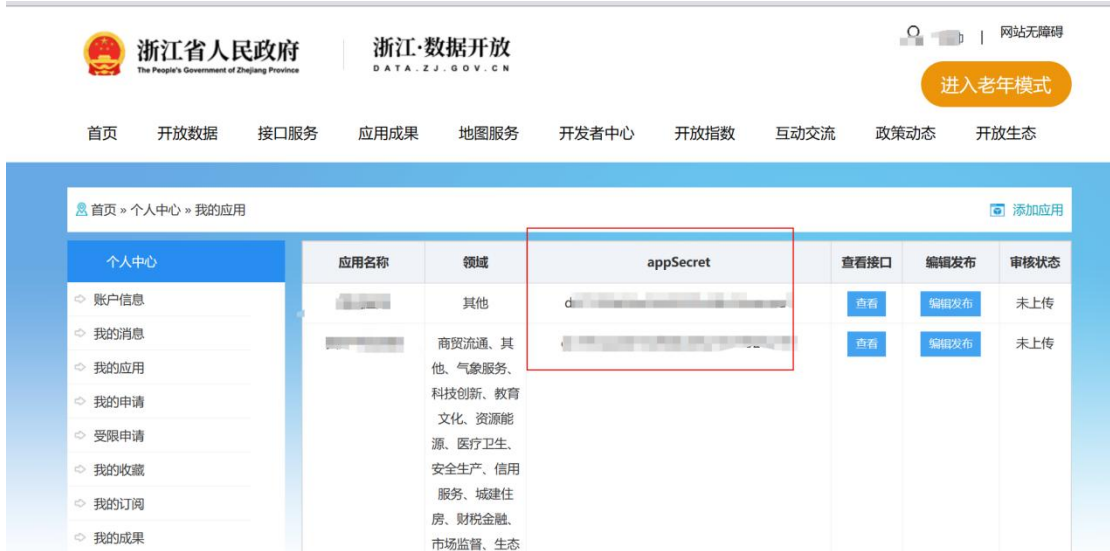 浙江省人民政府
The People's Government of Zhejiang Province
浙江·数据开放
DATA.ZJ.GOV.CN
| 网站无障碍
进入老年模式
首页 开放数据 接口服务 应用成果 地图服务 开发者中心 开放指数 互动交流 政策动态 开放生态
首页 » 个人中心 » 我的应用
添加应用
个人中心
账户信息
我的消息
我的应用
我的申请
受限申请
我的收藏
我的订阅
我的成果
应用名称 领域 appSecret 查看接口 编辑发布 审核状态
其他 查看 编辑发布 未上传
商贸流通、其 查看 编辑发布 未上传
他、气象服务、
科技创新、教育
文化、资源能
源、医疗卫生、
安全生产、信用
服务、城建住
房、财税金融、
市场监督、生态